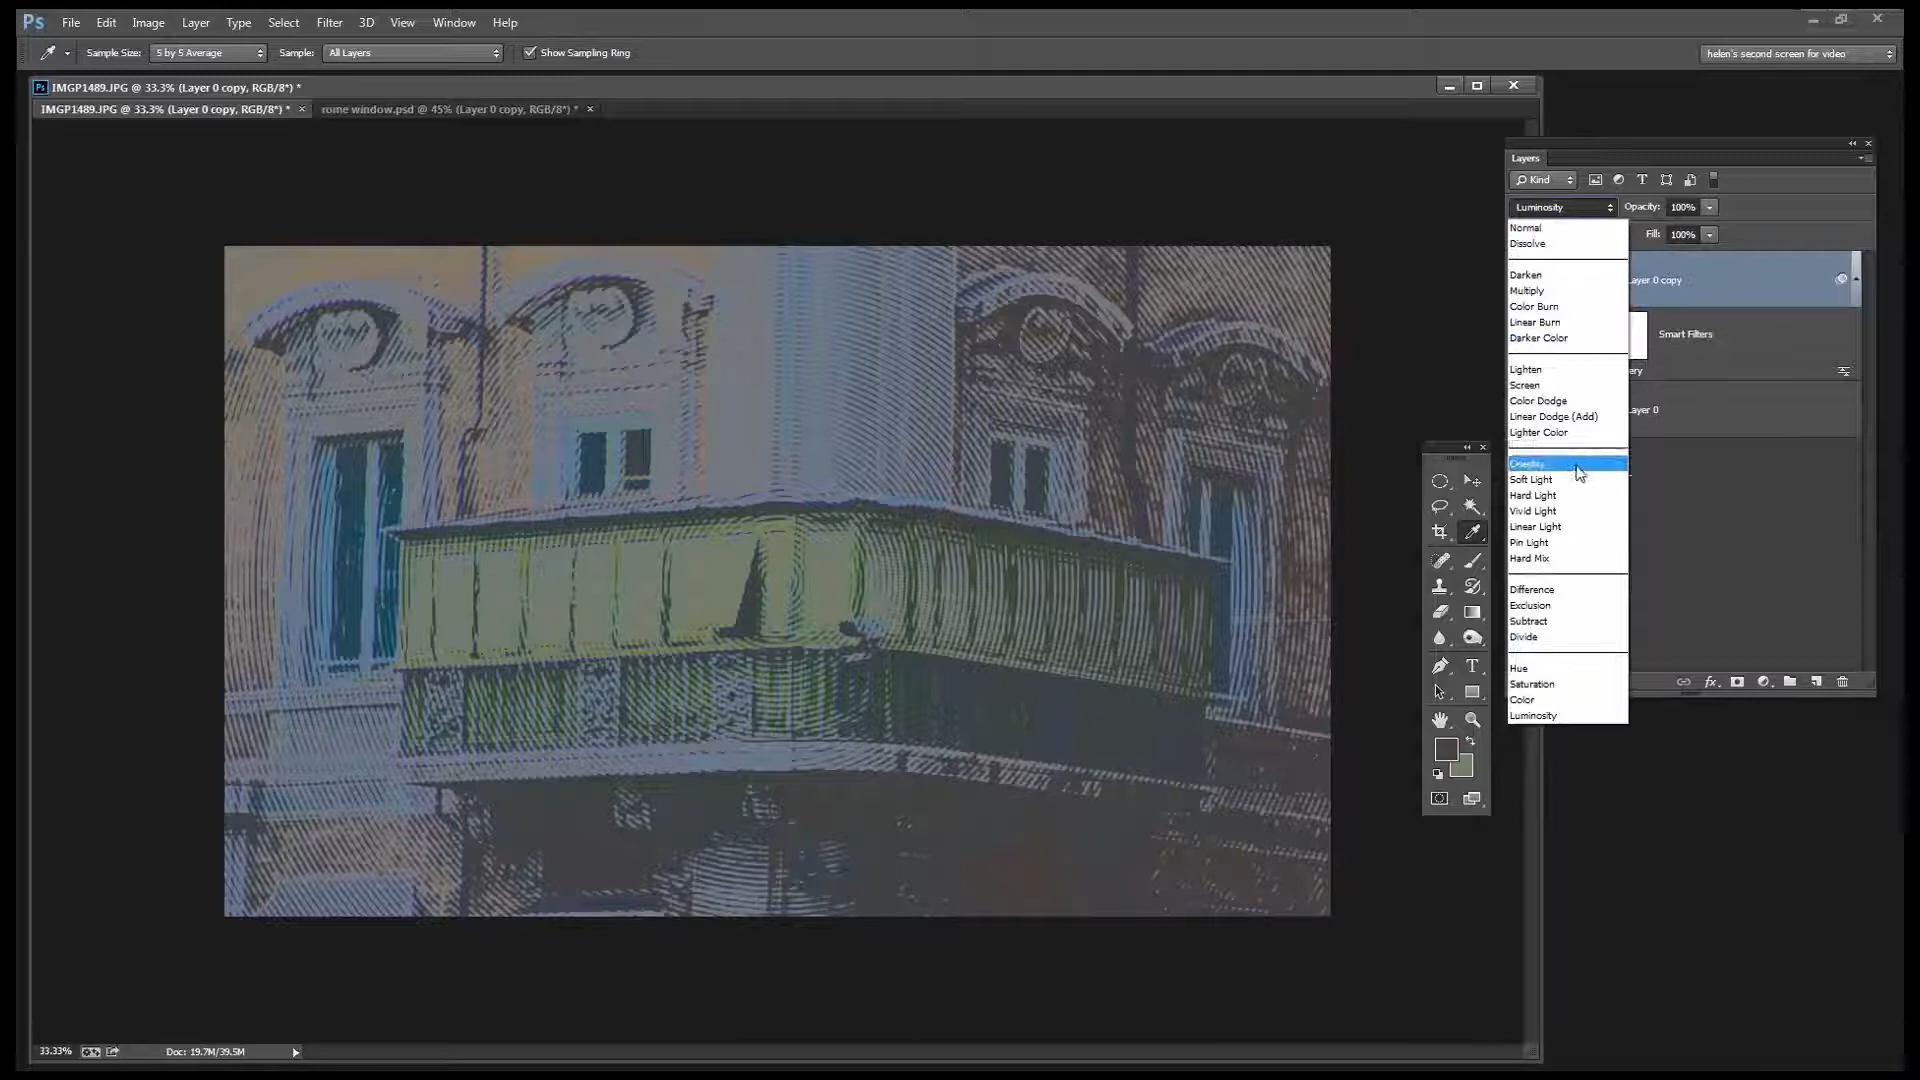 Ps File Edit Image Layer Type Select Filter 3D View Window Help
Sample Size: 5 by 5 Average Sample: All Layers Show Sampling Ring helen's second screen for video
Ps IMGP1489.JPG @ 33.3% (Layer 0 copy, RGB/8*) *
IMGP1489.JPG @ 33.3% (Layer 0 copy, RGB/8*) * × rome window.psd @ 45% (Layer 0 copy, RGB/8*) * ×
Layers
Kind
Luminosity Opacity: 100%
Normal Fill: 100%
Dissolve
Darken
ayer 0 copy
Multiply
Color Burn
Linear Burn
Smart Filters
Darker Color
Lighten
ery
Screen
Color Dodge
ayer 0
Linear Dodge (Add)
Lighter Color
Overlay
Soft Light
Hard Light
Vivid Light
Linear Light
Pin Light
Hard Mix
Difference
Exclusion
Subtract
Divide
Hue
Saturation
Color
Luminosity
33.33% Doc: 19.7M/39.5M